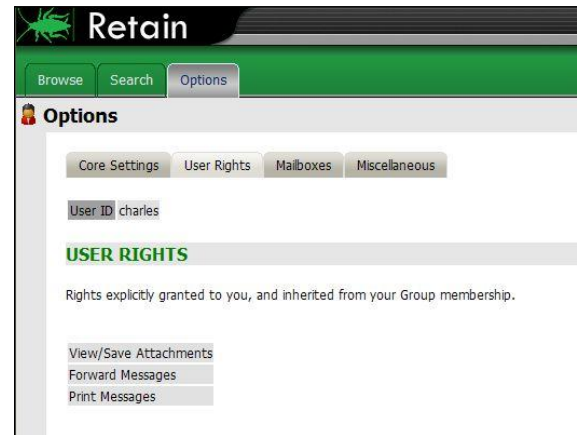 Retain
Browse Search Options
Options
Core Settings User Rights Mailboxes Miscellaneous
User ID charles
USER RIGHTS
Rights explicitly granted to you, and inherited from your Group membership.
View/Save Attachments
Forward Messages
Print Messages